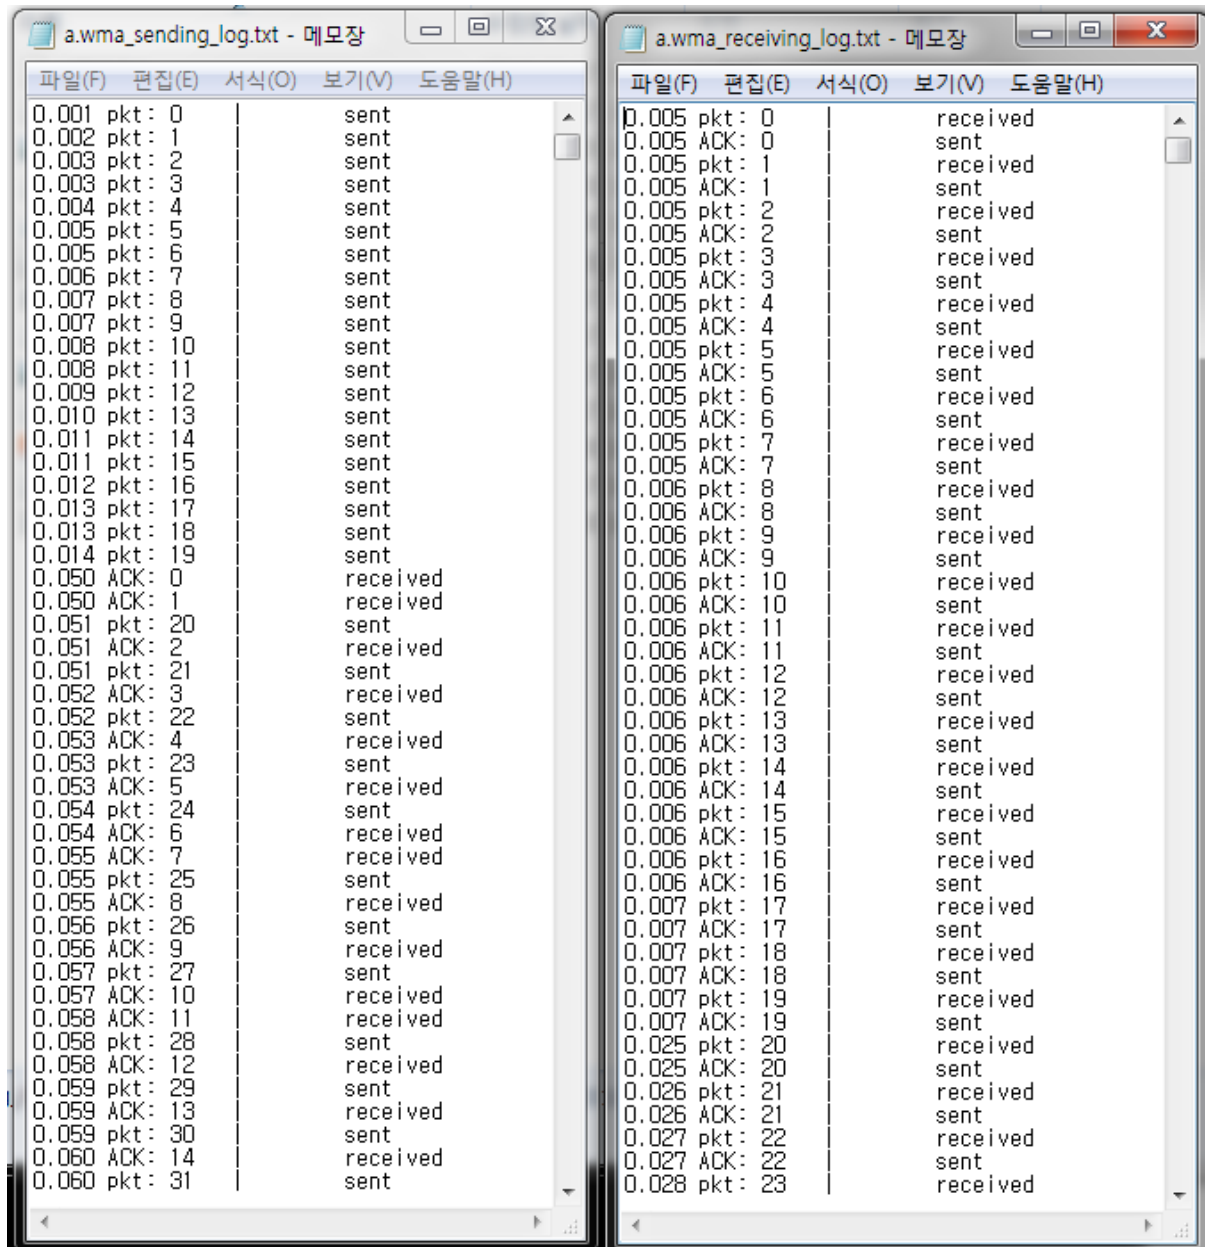 a.wma_sending_log.txt - 메모장
파일(F) 편집(E) 서식(O) 보기(V) 도움말(H)
0.001 pkt: 0 | sent
0.002 pkt: 1 | sent
0.003 pkt: 2 | sent
0.003 pkt: 3 | sent
0.004 pkt: 4 | sent
0.005 pkt: 5 | sent
0.005 pkt: 6 | sent
0.006 pkt: 7 | sent
0.007 pkt: 8 | sent
0.007 pkt: 9 | sent
0.008 pkt: 10 | sent
0.008 pkt: 11 | sent
0.009 pkt: 12 | sent
0.010 pkt: 13 | sent
0.011 pkt: 14 | sent
0.011 pkt: 15 | sent
0.012 pkt: 16 | sent
0.013 pkt: 17 | sent
0.013 pkt: 18 | sent
0.014 pkt: 19 | sent
0.050 ACK: 0 | received
0.050 ACK: 1 | received
0.051 pkt: 20 | sent
0.051 ACK: 2 | received
0.051 pkt: 21 | sent
0.052 ACK: 3 | received
0.052 pkt: 22 | sent
0.053 ACK: 4 | received
0.053 pkt: 23 | sent
0.053 ACK: 5 | received
0.054 pkt: 24 | sent
0.054 ACK: 6 | received
0.055 ACK: 7 | received
0.055 pkt: 25 | sent
0.055 ACK: 8 | received
0.056 pkt: 26 | sent
0.056 ACK: 9 | received
0.057 pkt: 27 | sent
0.057 ACK: 10 | received
0.058 ACK: 11 | received
0.058 pkt: 28 | sent
0.058 ACK: 12 | received
0.059 pkt: 29 | sent
0.059 ACK: 13 | received
0.059 pkt: 30 | sent
0.060 ACK: 14 | received
0.060 pkt: 31 | sent
a.wma_receiving_log.txt - 메모장
파일(F) 편집(E) 서식(O) 보기(V) 도움말(H)
0.005 pkt: 0 | received
0.005 ACK: 0 | sent
0.005 pkt: 1 | received
0.005 ACK: 1 | sent
0.005 pkt: 2 | received
0.005 ACK: 2 | sent
0.005 pkt: 3 | received
0.005 ACK: 3 | sent
0.005 pkt: 4 | received
0.005 ACK: 4 | sent
0.005 pkt: 5 | received
0.005 ACK: 5 | sent
0.005 pkt: 6 | received
0.005 ACK: 6 | sent
0.005 pkt: 7 | received
0.005 ACK: 7 | sent
0.006 pkt: 8 | received
0.006 ACK: 8 | sent
0.006 pkt: 9 | received
0.006 ACK: 9 | sent
0.006 pkt: 10 | received
0.006 ACK: 10 | sent
0.006 pkt: 11 | received
0.006 ACK: 11 | sent
0.006 pkt: 12 | received
0.006 ACK: 12 | sent
0.006 pkt: 13 | received
0.006 ACK: 13 | sent
0.006 pkt: 14 | received
0.006 ACK: 14 | sent
0.006 pkt: 15 | received
0.006 ACK: 15 | sent
0.006 pkt: 16 | received
0.006 ACK: 16 | sent
0.007 pkt: 17 | received
0.007 ACK: 17 | sent
0.007 pkt: 18 | received
0.007 ACK: 18 | sent
0.007 pkt: 19 | received
0.007 ACK: 19 | sent
0.025 pkt: 20 | received
0.025 ACK: 20 | sent
0.026 pkt: 21 | received
0.026 ACK: 21 | sent
0.027 pkt: 22 | received
0.027 ACK: 22 | sent
0.028 pkt: 23 | received